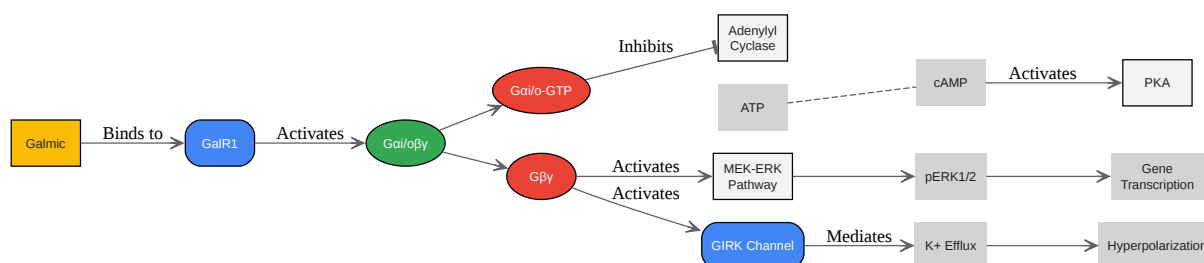 Galmic
Binds to
GalR1
Activates
Gαi/oβγ
Gαi/o-GTP
Inhibits
Adenylyl
Cyclase
ATP
cAMP
Activates
PKA
Gβγ
Activates
MEK-ERK
Pathway
pERK1/2
Gene
Transcription
Activates
GIRK Channel
Mediates
K+ Efflux
Hyperpolarization